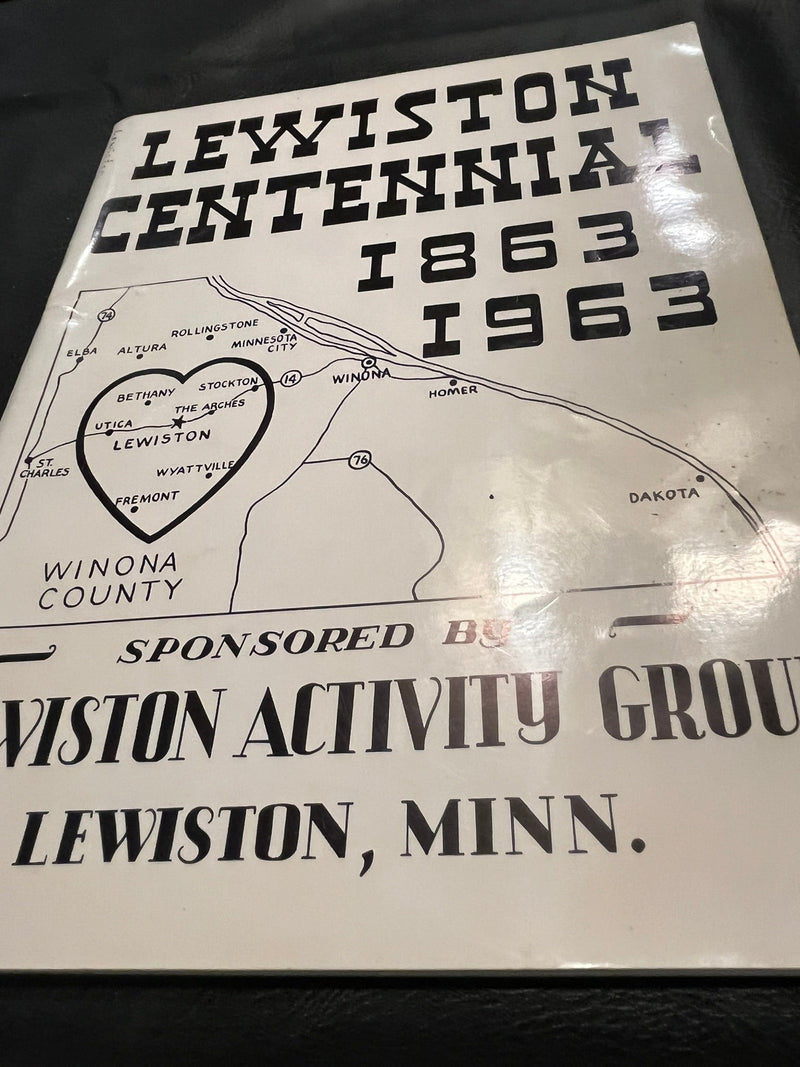 LEWISTON
CENTENNIAL
1863
1963
74
ELBA
ALTURA
ROLLINGSTONE
MINNESOTA
CITY
BETHANY
STOCKTON
14
WINONA
HOMER
THE ARCHES
UTICA
LEWISTON
ST.
CHARLES
WYATTVILLE
76
FREMONT
DAKOTA
WINONA
COUNTY
SPONSORED BY
WISTON ACTIVITY GROU
LEWISTON, MINN.